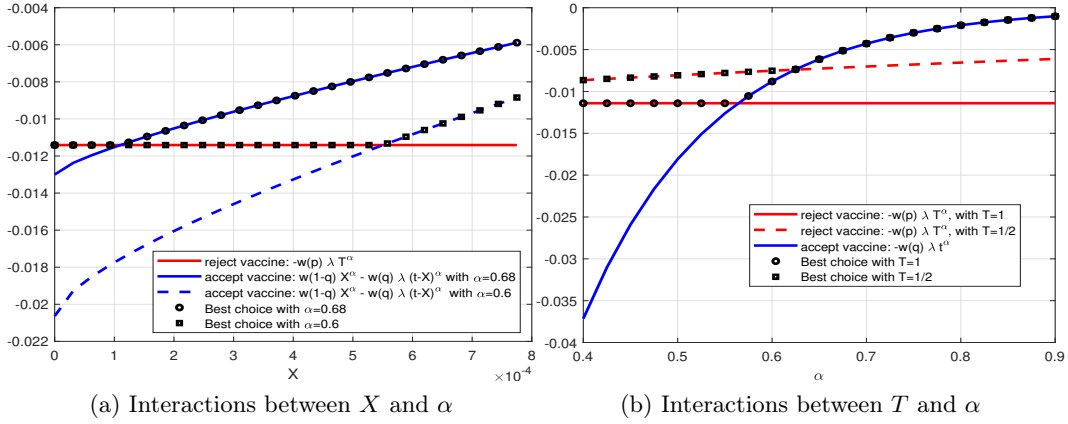 (a)
-0.004
-0.006
-0.008
-0.01
-0.012
-0.014
-0.016
-0.018
-0.02
-0.022
reject vaccine: -w(p) λ T^α
accept vaccine: w(1-q) X^α - w(q) λ (t-X)^α with α=0.68
accept vaccine: w(1-q) X^α - w(q) λ (t-X)^α with α=0.6
Best choice with α=0.68
Best choice with α=0.6
0 1 2 3 4 5 6 7 8
X
×10^-4
(a) Interactions between X and α
(b)
0
-0.005
-0.01
-0.015
-0.02
-0.025
-0.03
-0.035
-0.04
reject vaccine: -w(p) λ T^α, with T=1
reject vaccine: -w(p) λ T^α, with T=1/2
accept vaccine: -w(q) λ t^α
Best choice with T=1
Best choice with T=1/2
0.4 0.5 0.6 0.7 0.8 0.9
α
(b) Interactions between T and α